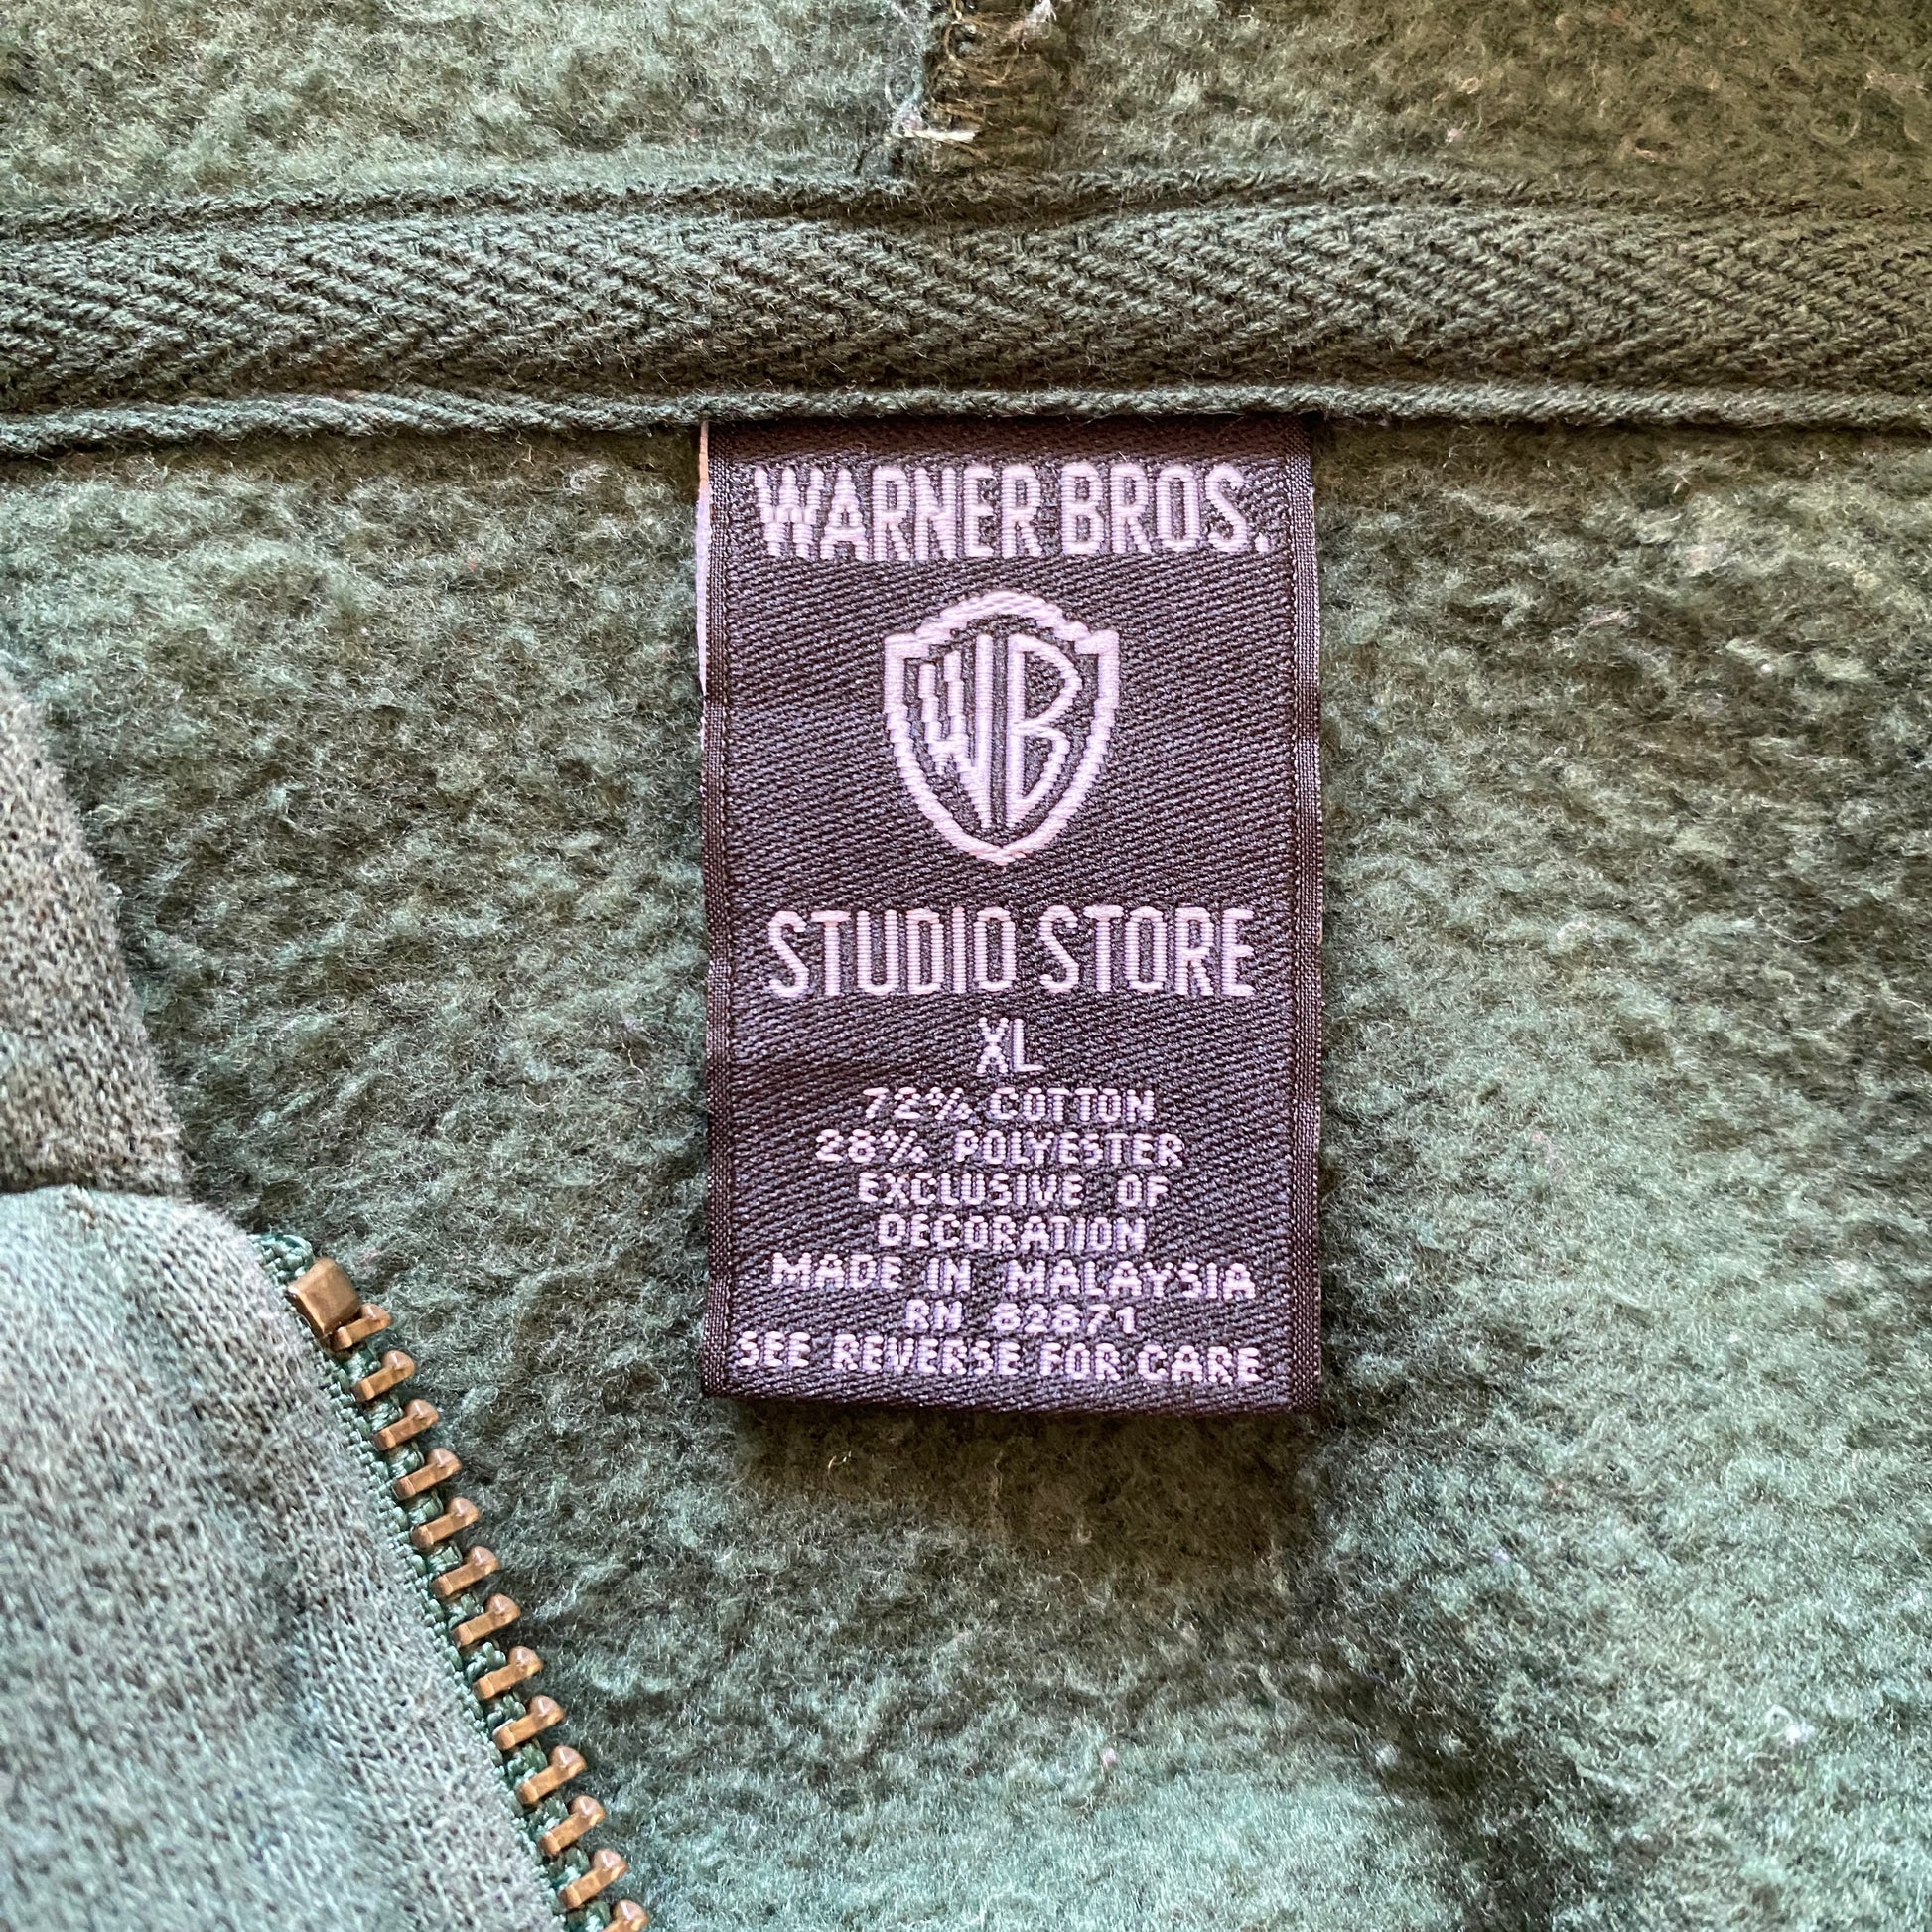 WARNER BROS.
WB
STUDIO STORE
XL
72% COTTON
28% POLYESTER
EXCLUSIVE OF
DECORATION
MADE IN MALAYSIA
RN 82871
SEE REVERSE FOR CARE